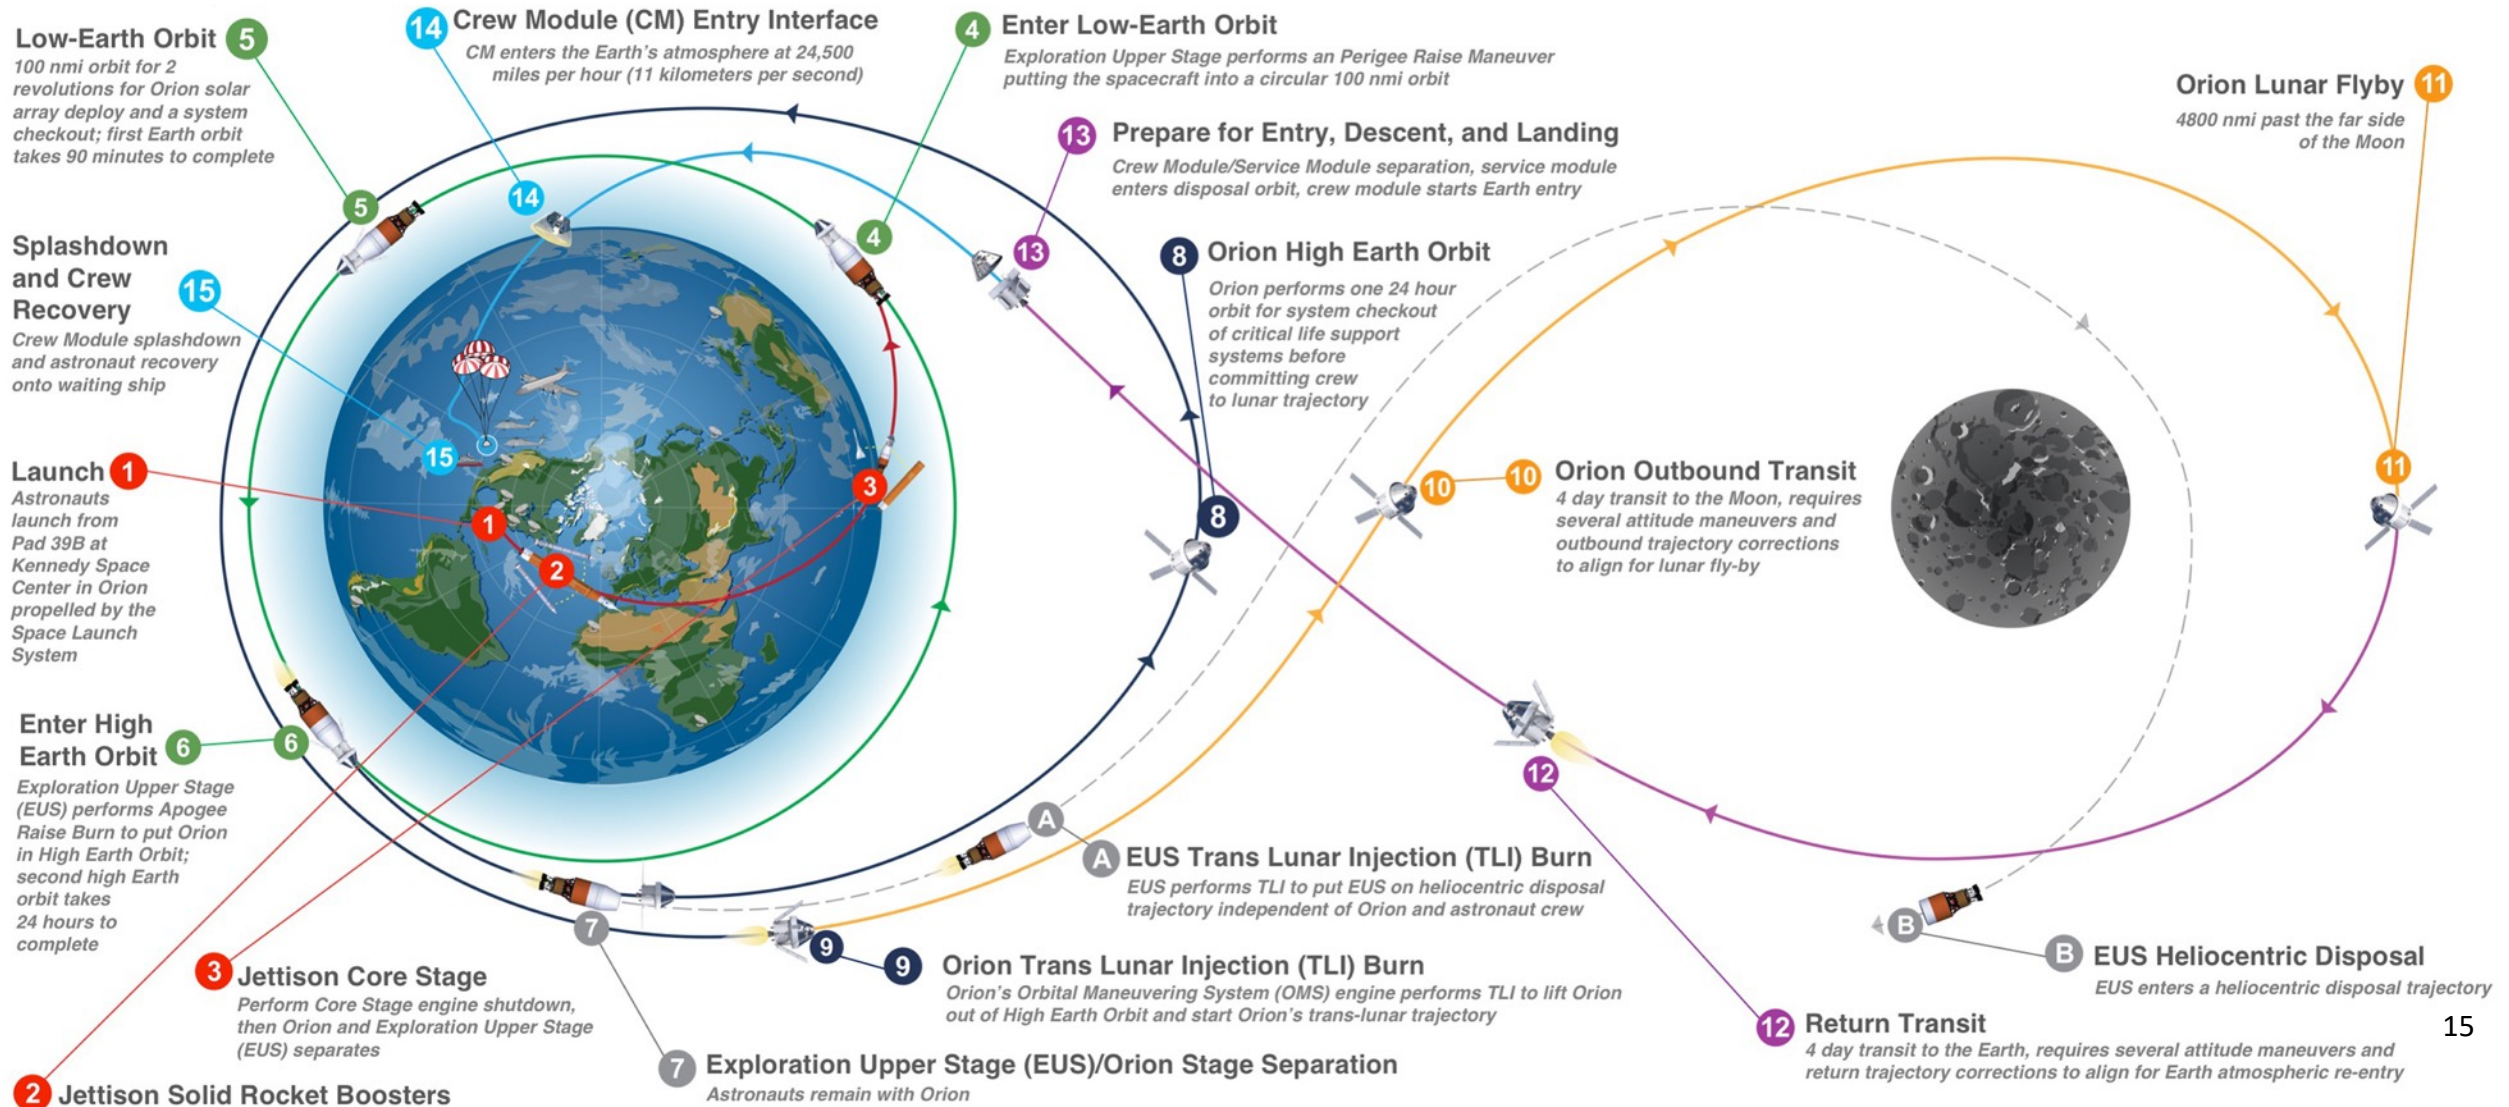 Low-Earth Orbit 5
100 nmi orbit for 2
revolutions for Orion solar
array deploy and a system
checkout; first Earth orbit
takes 90 minutes to complete
14 Crew Module (CM) Entry Interface
CM enters the Earth's atmosphere at 24,500
miles per hour (11 kilometers per second)
4 Enter Low-Earth Orbit
Exploration Upper Stage performs an Perigee Raise Maneuver
putting the spacecraft into a circular 100 nmi orbit
13 Prepare for Entry, Descent, and Landing
Crew Module/Service Module separation, service module
enters disposal orbit, crew module starts Earth entry
Orion Lunar Flyby 11
4800 nmi past the far side
of the Moon
14
5
4
13
Splashdown
and Crew
Recovery
15
Crew Module splashdown
and astronaut recovery
onto waiting ship
8 Orion High Earth Orbit
Orion performs one 24 hour
orbit for system checkout
of critical life support
systems before
committing crew
to lunar trajectory
Launch 1
Astronauts
launch from
Pad 39B at
Kennedy Space
Center in Orion
propelled by the
Space Launch
System
15
1
2
3
8
10
10 Orion Outbound Transit
4 day transit to the Moon, requires
several attitude maneuvers and
outbound trajectory corrections
to align for lunar fly-by
11
Enter High
Earth Orbit 6
6
Exploration Upper Stage
(EUS) performs Apogee
Raise Burn to put Orion
in High Earth Orbit;
second high Earth
orbit takes
24 hours to
complete
12
A
A EUS Trans Lunar Injection (TLI) Burn
EUS performs TLI to put EUS on heliocentric disposal
trajectory independent of Orion and astronaut crew
7
9
9 Orion Trans Lunar Injection (TLI) Burn
Orion's Orbital Maneuvering System (OMS) engine performs TLI to lift Orion
out of High Earth Orbit and start Orion's trans-lunar trajectory
B
B EUS Heliocentric Disposal
EUS enters a heliocentric disposal trajectory
3 Jettison Core Stage
Perform Core Stage engine shutdown,
then Orion and Exploration Upper Stage
(EUS) separates
12 Return Transit
4 day transit to the Earth, requires several attitude maneuvers and
return trajectory corrections to align for Earth atmospheric re-entry
15
7 Exploration Upper Stage (EUS)/Orion Stage Separation
Astronauts remain with Orion
2 Jettison Solid Rocket Boosters